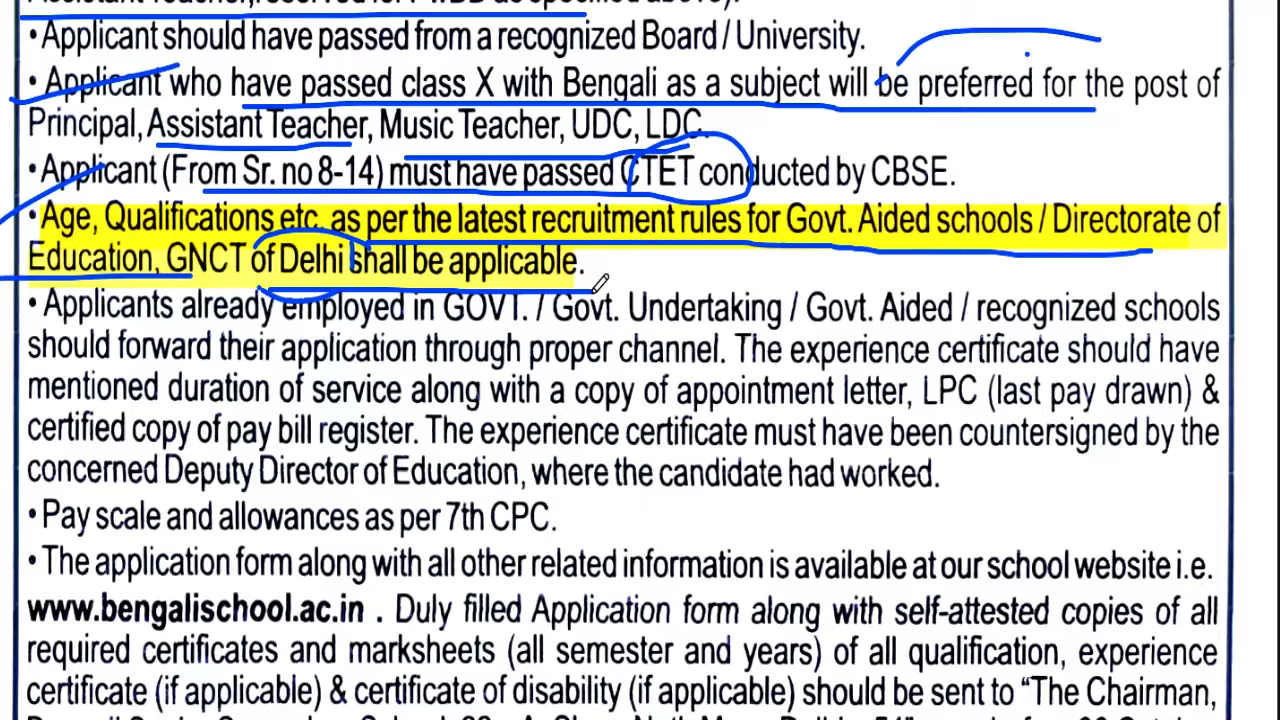 Assistant Teacher, reserved for PwBD as specified above).
• Applicant should have passed from a recognized Board / University.
• Applicant who have passed class X with Bengali as a subject will be preferred for the post of
Principal, Assistant Teacher, Music Teacher, UDC, LDC.
• Applicant (From Sr. no 8-14) must have passed CTET conducted by CBSE.
• Age, Qualifications etc. as per the latest recruitment rules for Govt. Aided schools / Directorate of
Education, GNCT of Delhi shall be applicable.
• Applicants already employed in GOVT. / Govt. Undertaking / Govt. Aided / recognized schools
should forward their application through proper channel. The experience certificate should have
mentioned duration of service along with a copy of appointment letter, LPC (last pay drawn) &
certified copy of pay bill register. The experience certificate must have been countersigned by the
concerned Deputy Director of Education, where the candidate had worked.
• Pay scale and allowances as per 7th CPC.
• The application form along with all other related information is available at our school website i.e.
www.bengalischool.ac.in . Duly filled Application form along with self-attested copies of all
required certificates and marksheets (all semester and years) of all qualification, experience
certificate (if applicable) & certificate of disability (if applicable) should be sent to “The Chairman,